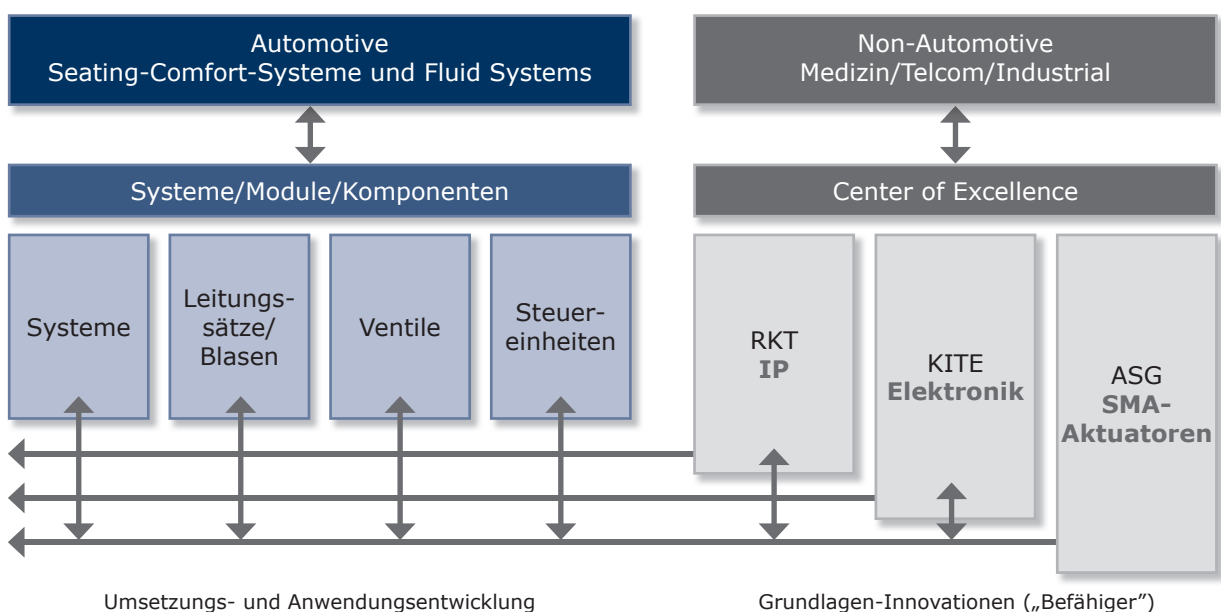 Automotive
Seating-Comfort-Systeme und Fluid Systems
Non-Automotive
Medizin/Telcom/Industrial
Systeme/Module/Komponenten
Center of Excellence
Systeme
Leitungs-
sätze/
Blasen
Ventile
Steuer-
einheiten
RKT
IP
KITE
Elektronik
ASG
SMA-
Aktuatoren
Umsetzungs- und Anwendungsentwicklung
Grundlagen-Innovationen („Befähiger”)